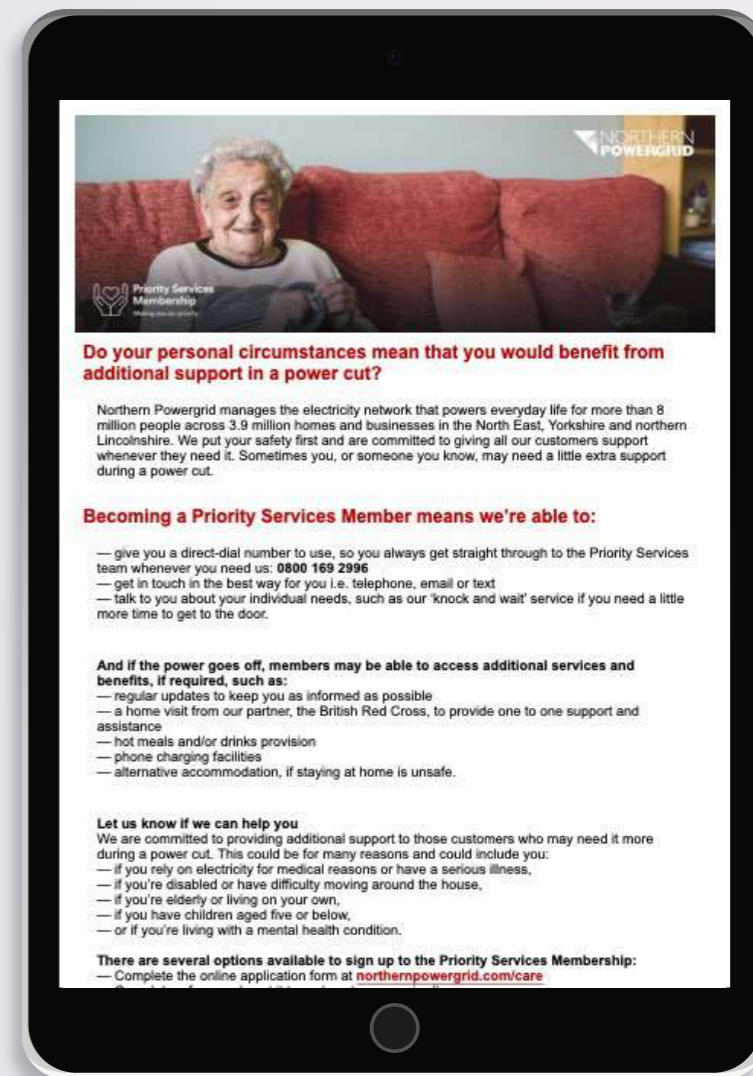 NORTHERN
POWERGRID
Priority Services
Membership
Making you our priority
Do your personal circumstances mean that you would benefit from
additional support in a power cut?
Northern Powergrid manages the electricity network that powers everyday life for more than 8
million people across 3.9 million homes and businesses in the North East, Yorkshire and northern
Lincolnshire. We put your safety first and are committed to giving all our customers support
whenever they need it. Sometimes you, or someone you know, may need a little extra support
during a power cut.
Becoming a Priority Services Member means we're able to:
— give you a direct-dial number to use, so you always get straight through to the Priority Services
team whenever you need us: 0800 169 2996
— get in touch in the best way for you i.e. telephone, email or text
— talk to you about your individual needs, such as our 'knock and wait' service if you need a little
more time to get to the door.
And if the power goes off, members may be able to access additional services and
benefits, if required, such as:
— regular updates to keep you as informed as possible
— a home visit from our partner, the British Red Cross, to provide one to one support and
assistance
— hot meals and/or drinks provision
— phone charging facilities
— alternative accommodation, if staying at home is unsafe.
Let us know if we can help you
We are committed to providing additional support to those customers who may need it more
during a power cut. This could be for many reasons and could include you:
— if you rely on electricity for medical reasons or have a serious illness,
— if you're disabled or have difficulty moving around the house,
— if you're elderly or living on your own,
— if you have children aged five or below,
— or if you're living with a mental health condition.
There are several options available to sign up to the Priority Services Membership:
— Complete the online application form at northernpowergrid.com/care